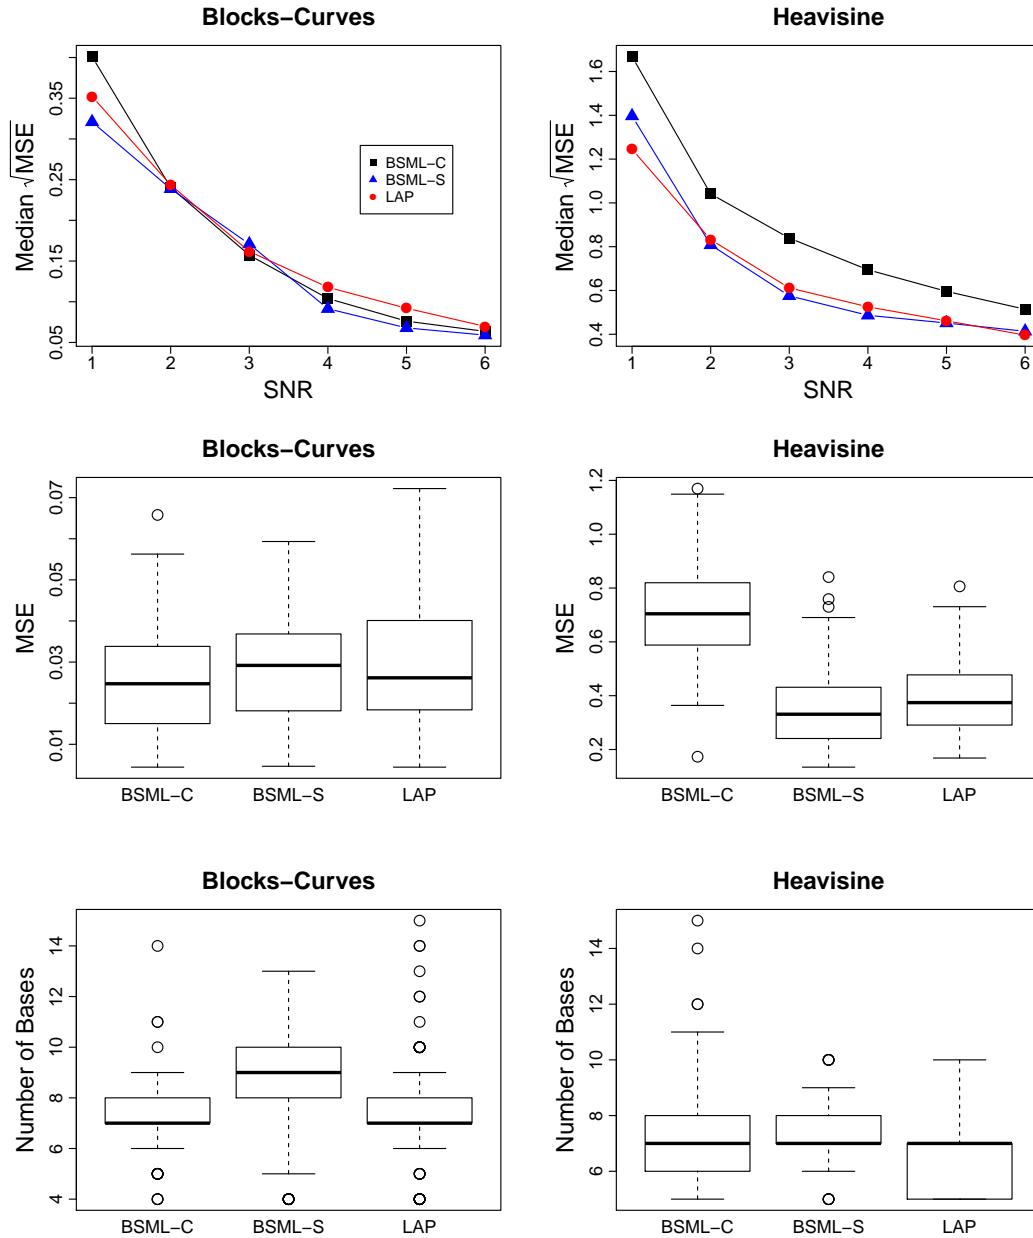 Blocks−Curves
Median √MSE
0.05 0.15 0.25 0.35
BSML−C
BSML−S
LAP
1 2 3 4 5 6
SNR
Heavisine
Median √MSE
0.4 0.6 0.8 1.0 1.2 1.4 1.6
1 2 3 4 5 6
SNR
Blocks−Curves
MSE
0.01 0.03 0.05 0.07
BSML−C BSML−S LAP
Heavisine
MSE
0.2 0.4 0.6 0.8 1.0 1.2
BSML−C BSML−S LAP
Blocks−Curves
Number of Bases
4 6 8 10 12 14
BSML−C BSML−S LAP
Heavisine
Number of Bases
6 8 10 12 14
BSML−C BSML−S LAP